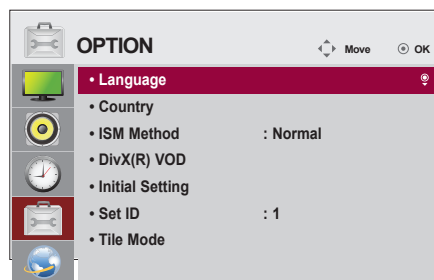 OPTION
Move
OK
• Language
• Country
• ISM Method : Normal
• DivX(R) VOD
• Initial Setting
• Set ID : 1
• Tile Mode